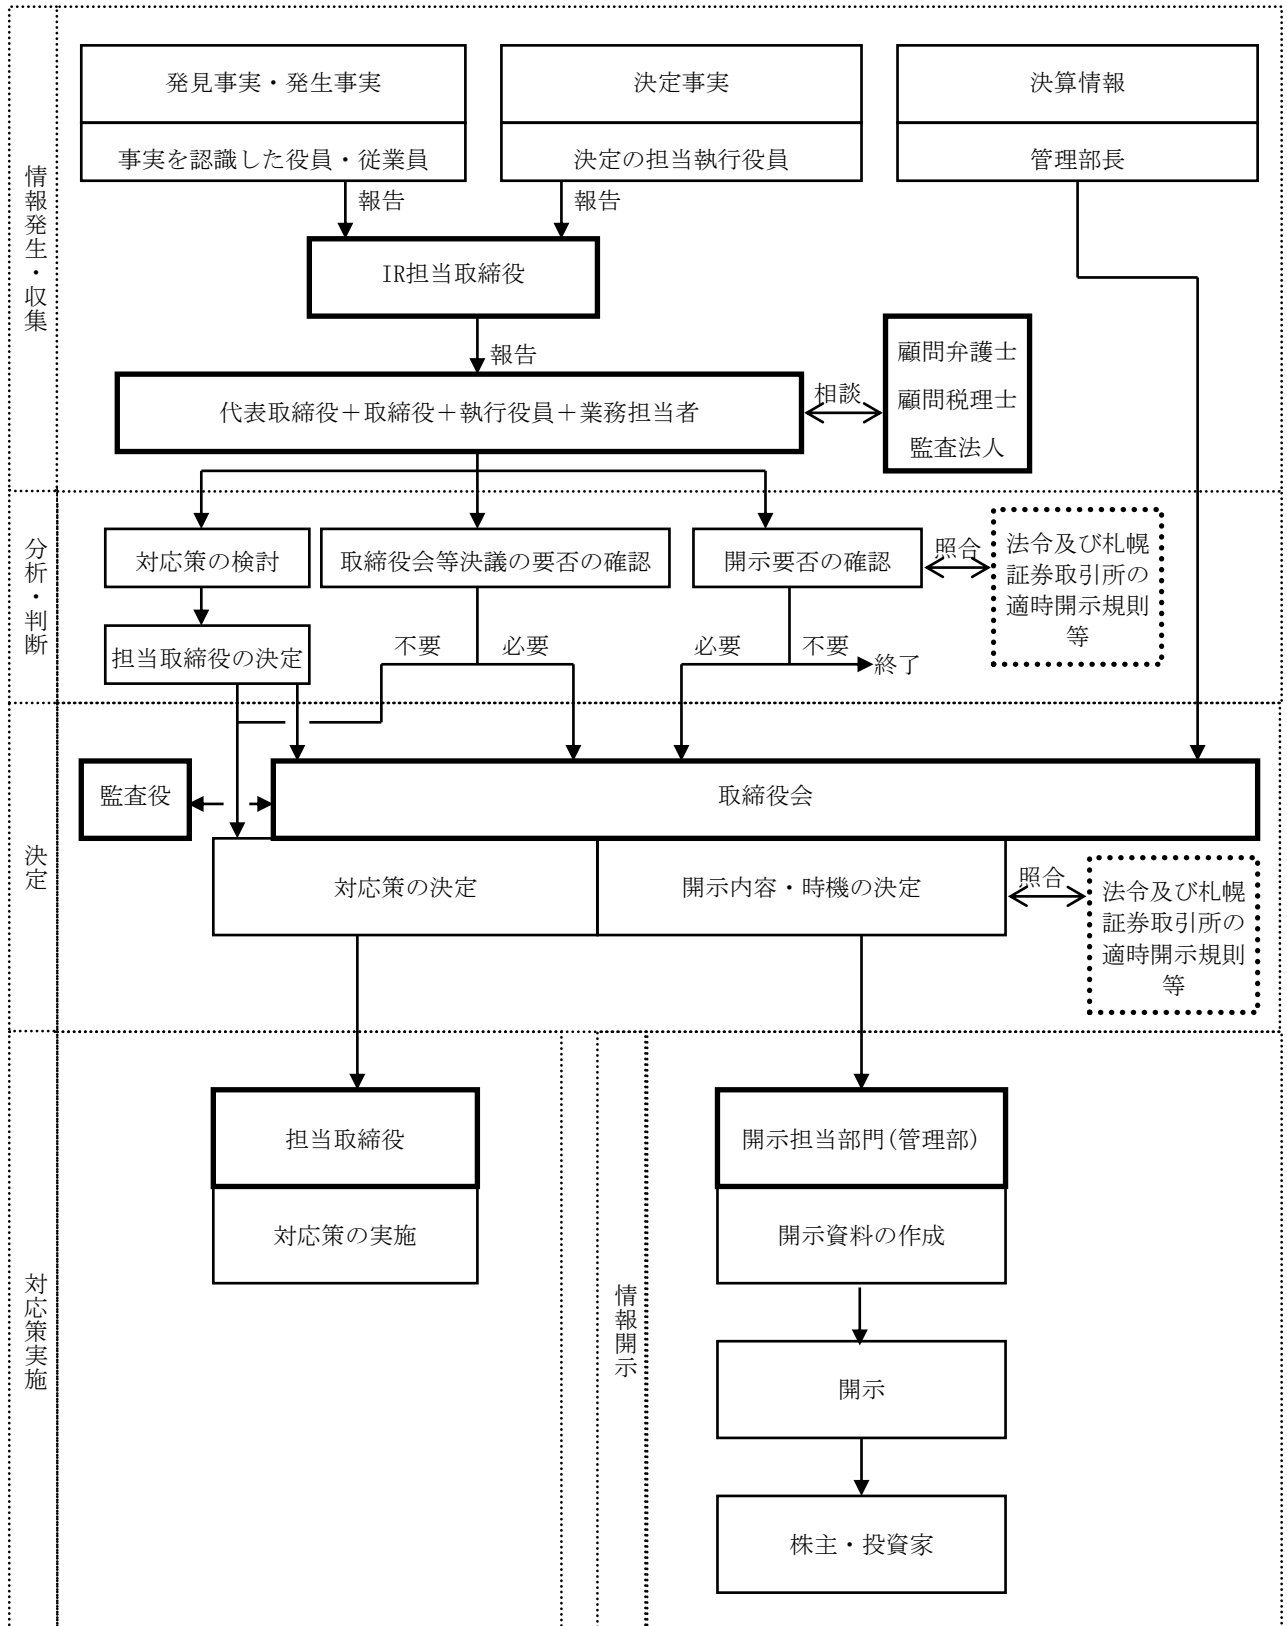 情報発生・収集
発見事実・発生事実
事実を認識した役員・従業員
決定事実
決定の担当執行役員
決算情報
管理部長
報告
報告
IR担当取締役
報告
代表取締役＋取締役＋執行役員＋業務担当者
相談
顧問弁護士
顧問税理士
監査法人
分析・判断
対応策の検討
取締役会等決議の要否の確認
開示要否の確認
照合
法令及び札幌
証券取引所の
適時開示規則
等
担当取締役の決定
不要
必要
必要
不要
終了
決定
監査役
取締役会
対応策の決定
開示内容・時機の決定
照合
法令及び札幌
証券取引所の
適時開示規則
等
対応策実施
担当取締役
対応策の実施
情報開示
開示担当部門(管理部)
開示資料の作成
開示
株主・投資家